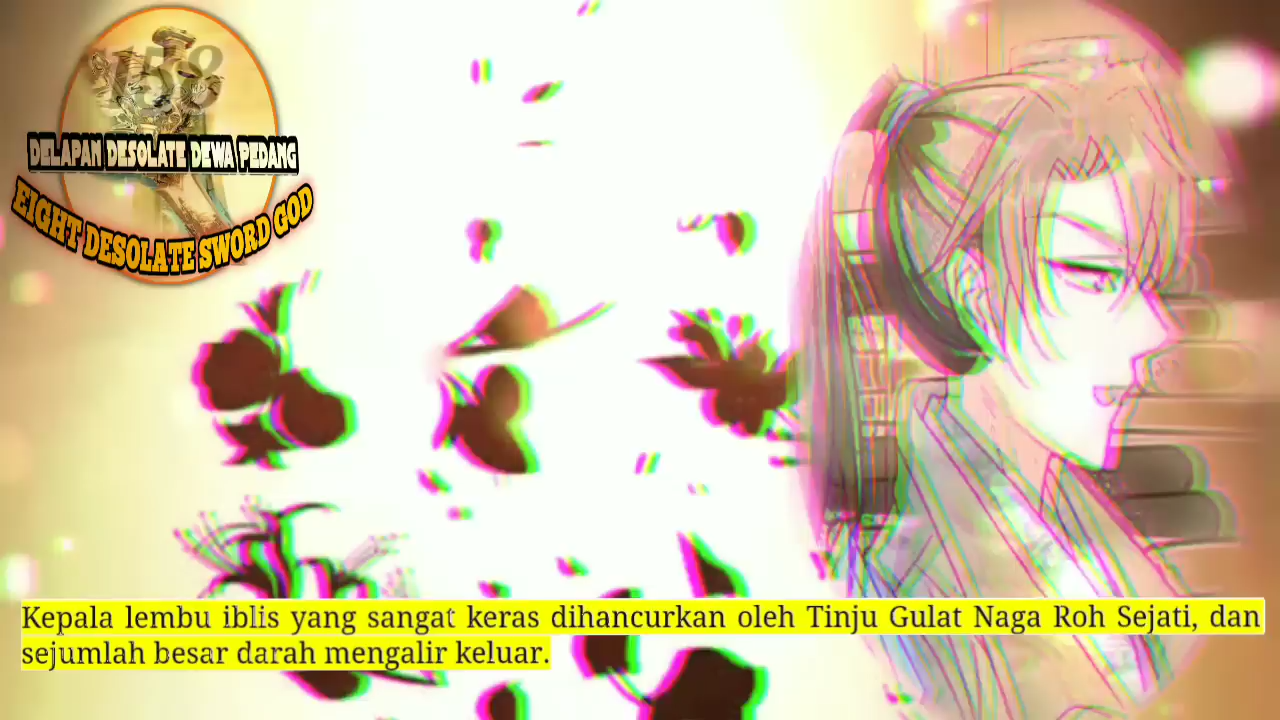 158
DELAPAN DESOLATE DEWA PEDANG
EIGHT DESOLATE SWORD GOD
Kepala lembu iblis yang sangat keras dihancurkan oleh Tinju Gulat Naga Roh Sejati, dan
sejumlah besar darah mengalir keluar.